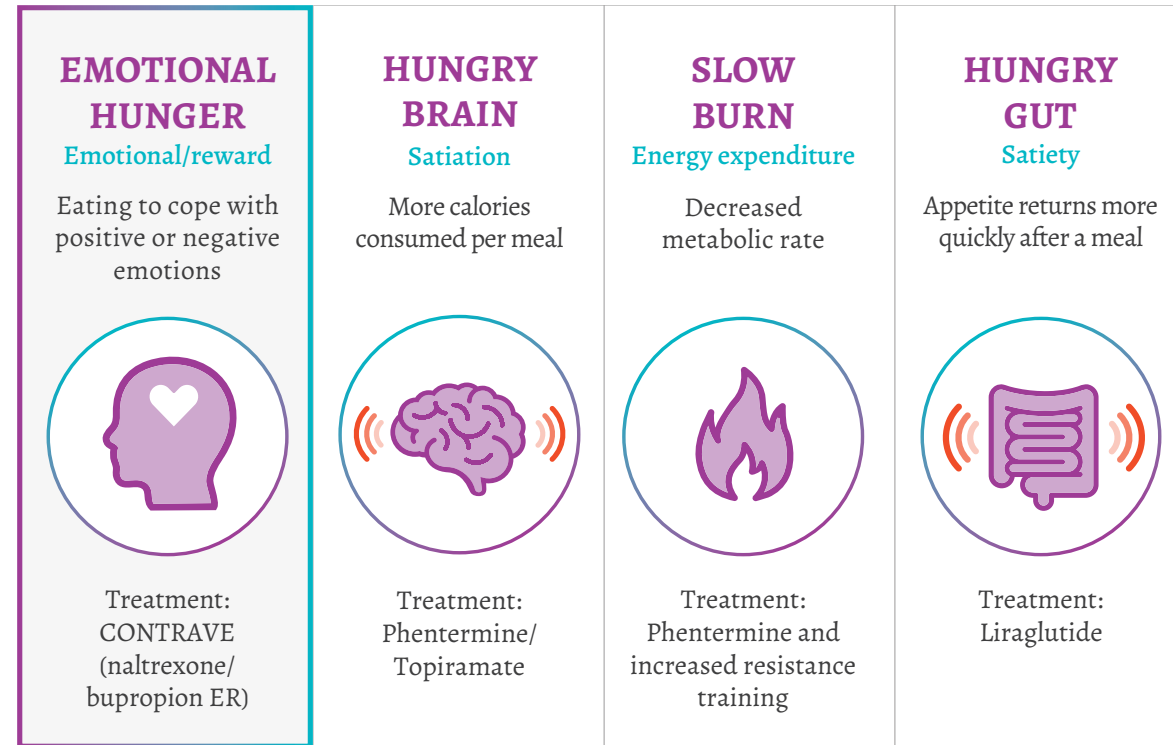 EMOTIONAL
HUNGER
Emotional/reward
Eating to cope with
positive or negative
emotions
Treatment:
CONTRAVE
(naltrexone/
bupropion ER)
HUNGRY
BRAIN
Satiation
More calories
consumed per meal
Treatment:
Phentermine/
Topiramate
SLOW
BURN
Energy expenditure
Decreased
metabolic rate
Treatment:
Phentermine and
increased resistance
training
HUNGRY
GUT
Satiety
Appetite returns more
quickly after a meal
Treatment:
Liraglutide